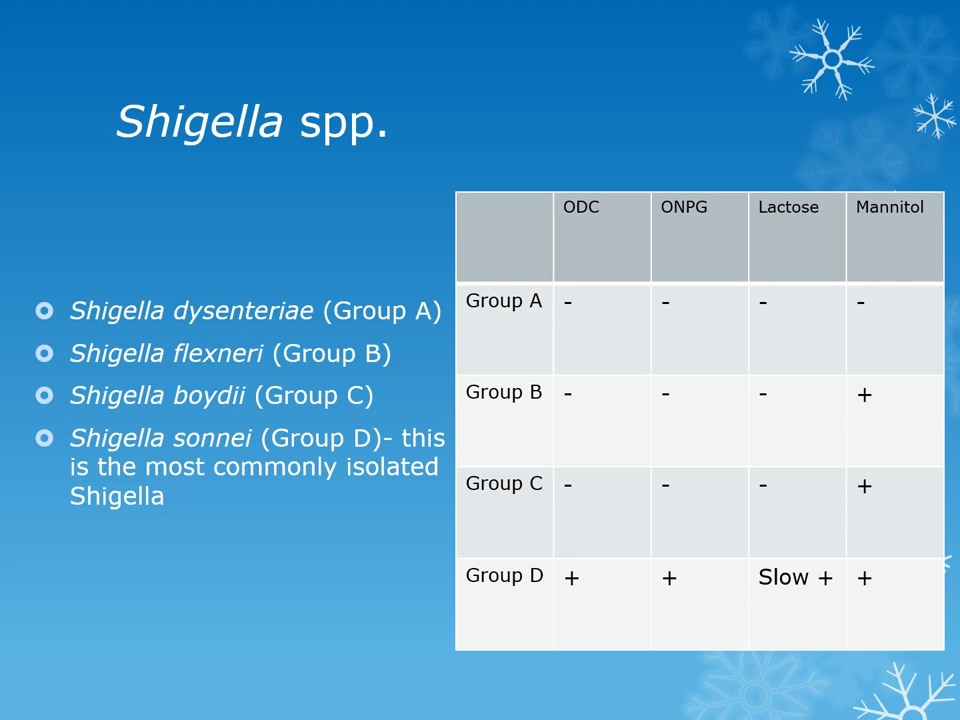 Shigella spp.
Shigella dysenteriae (Group A)
Shigella flexneri (Group B)
Shigella boydii (Group C)
Shigella sonnei (Group D)- this
is the most commonly isolated
Shigella
ODC ONPG Lactose Mannitol
Group A - - - -
Group B - - - +
Group C - - - +
Group D + + Slow + +